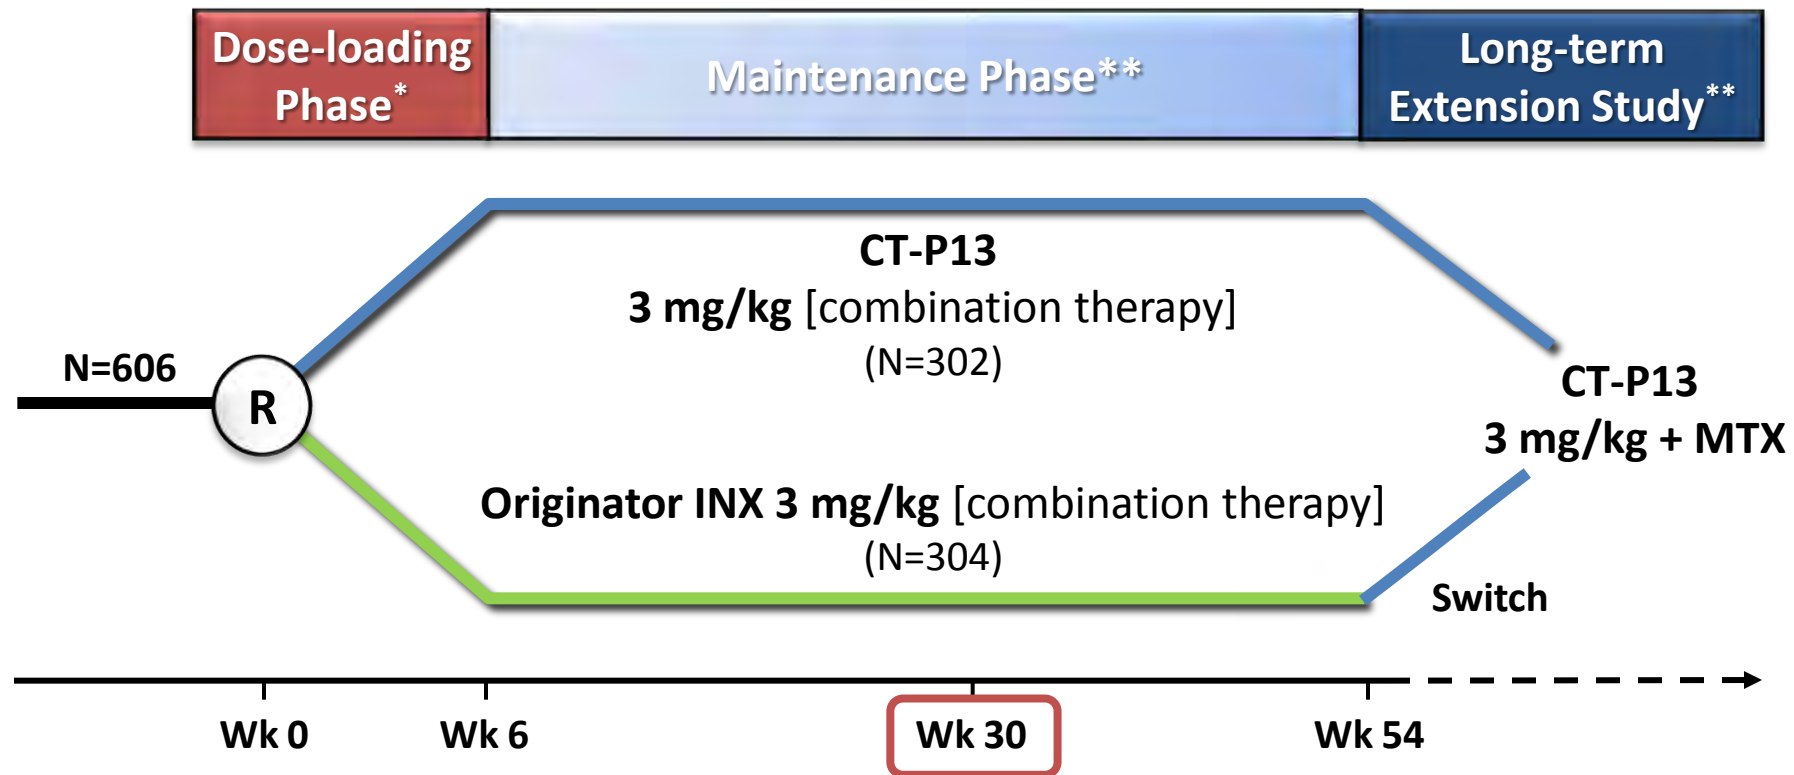 Dose-loading
Phase*
Maintenance Phase**
Long-term
Extension Study**
CT-P13
3 mg/kg [combination therapy]
(N=302)
N=606
R
CT-P13
3 mg/kg + MTX
Originator INX 3 mg/kg [combination therapy]
(N=304)
Switch
Wk 0
Wk 6
Wk 30
Wk 54